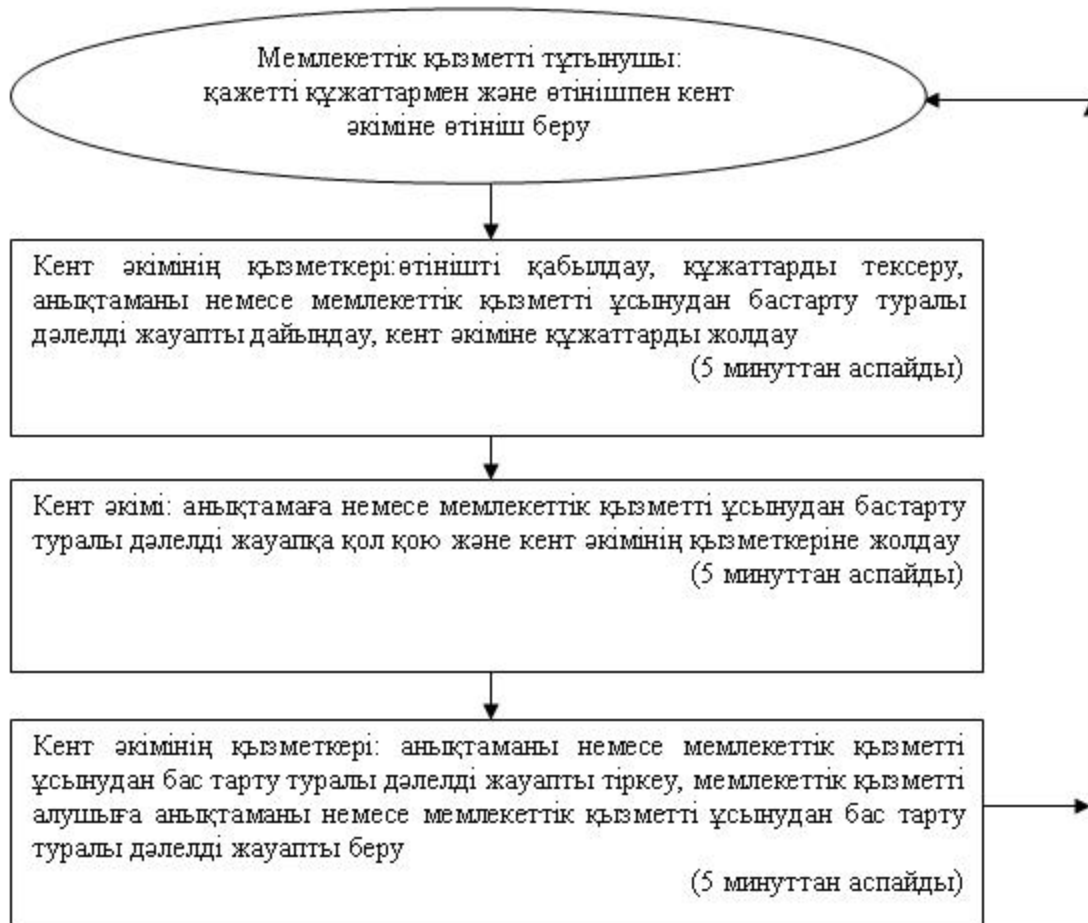 Мемлекеттік қызметті тұтынушы:
қажетті құжаттармен және өтінішпен кент
әкіміне өтініш беру
Кент әкімінің қызметкері:өтінішті қабылдау, құжаттарды тексеру,
анықтаманы немесе мемлекеттік қызметті ұсынудан бастарту туралы
дәлелді жауапты дайындау, кент әкіміне құжаттарды жолдау
(5 минуттан аспайды)
Кент әкімі: анықтамаға немесе мемлекеттік қызметті ұсынудан бастарту
туралы дәлелді жауапқа қол қою және кент әкімінің қызметкеріне жолдау
(5 минуттан аспайды)
Кент әкімінің қызметкері: анықтаманы немесе мемлекеттік қызметті
ұсынудан бас тарту туралы дәлелді жауапты тіркеу, мемлекеттік қызметті
алушыға анықтаманы немесе мемлекеттік қызметті ұсынудан бас тарту
туралы дәлелді жауапты беру
(5 минуттан аспайды)